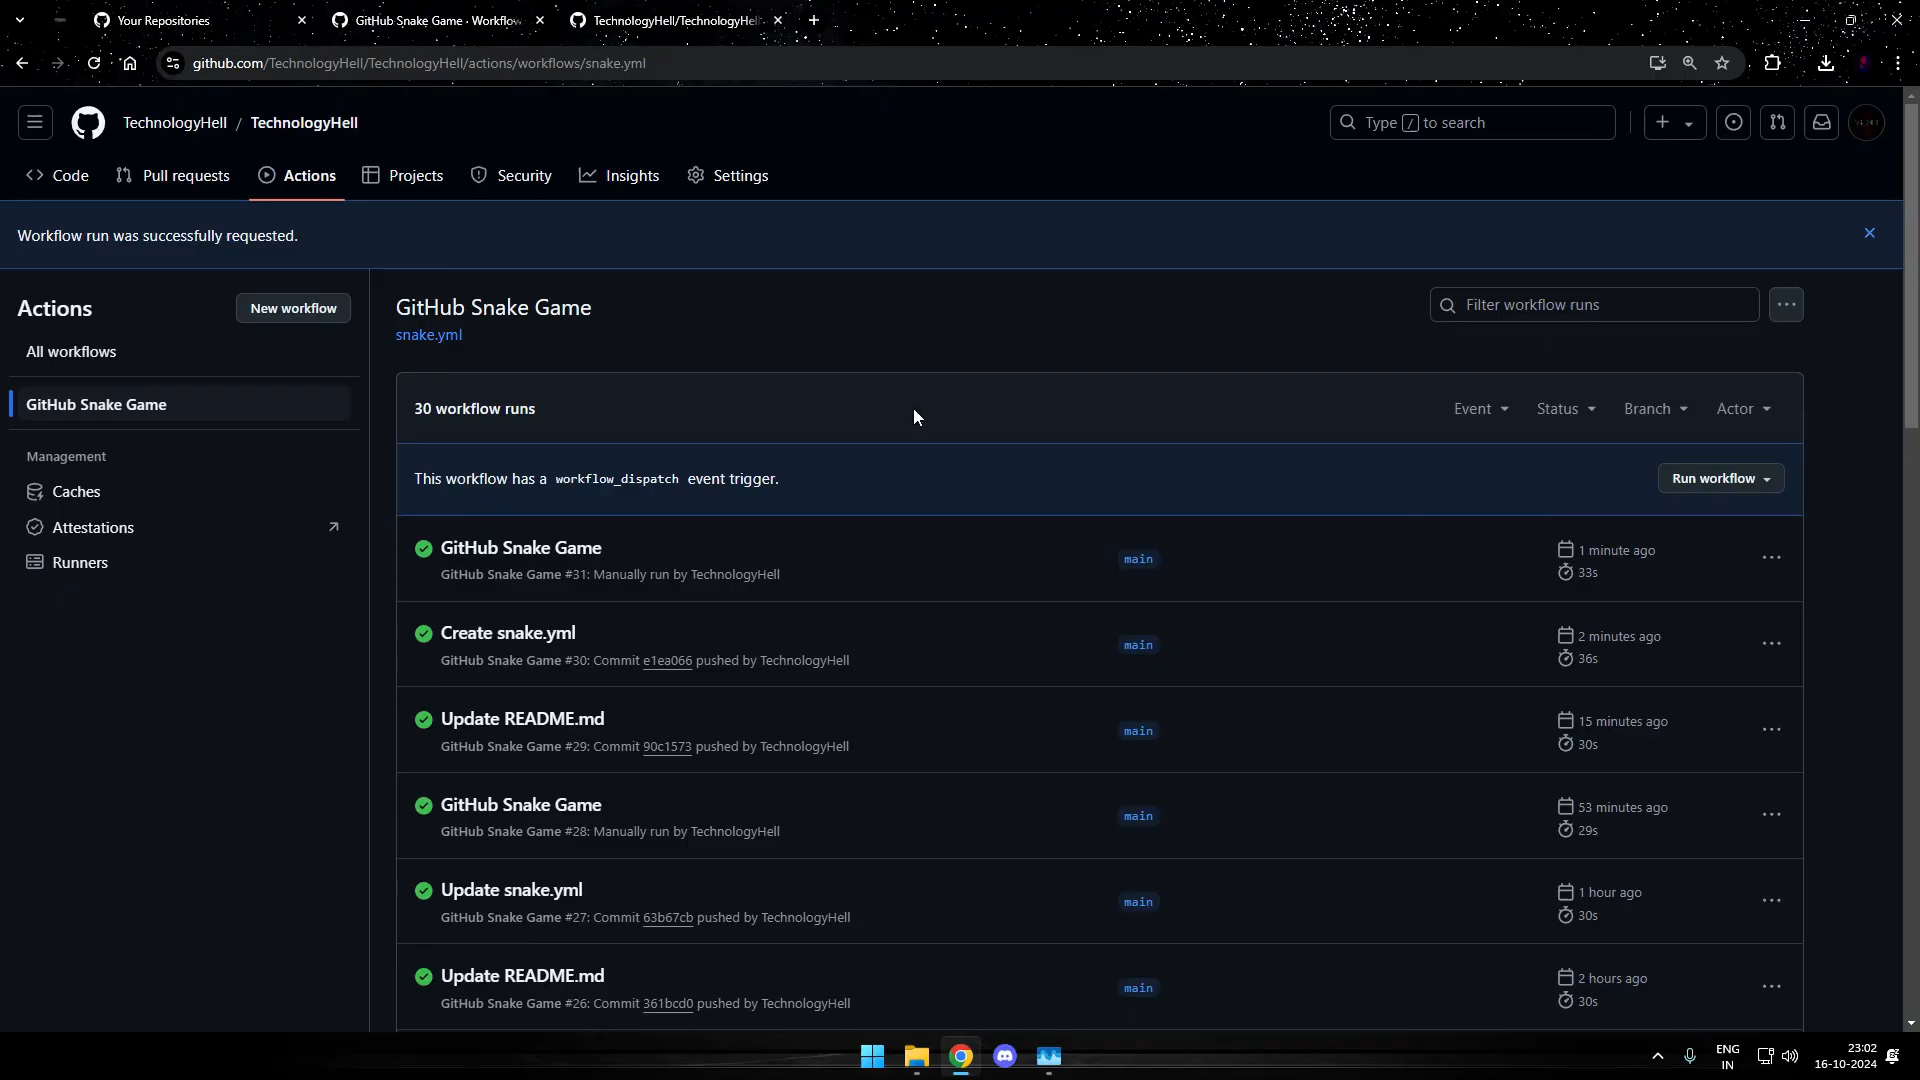 Your Repositories
GitHub Snake Game · Workflow
TechnologyHell/TechnologyHell
github.com/TechnologyHell/TechnologyHell/actions/workflows/snake.yml
TechnologyHell / TechnologyHell
Type / to search
Code
Pull requests
Actions
Projects
Security
Insights
Settings
Workflow run was successfully requested.
Actions
New workflow
All workflows
GitHub Snake Game
Management
Caches
Attestations
Runners
GitHub Snake Game
snake.yml
Filter workflow runs
30 workflow runs
Event
Status
Branch
Actor
This workflow has a workflow_dispatch event trigger.
Run workflow
GitHub Snake Game
GitHub Snake Game #31: Manually run by TechnologyHell
main
1 minute ago
33s
Create snake.yml
GitHub Snake Game #30: Commit e1ea066 pushed by TechnologyHell
main
2 minutes ago
36s
Update README.md
GitHub Snake Game #29: Commit 90c1573 pushed by TechnologyHell
main
15 minutes ago
30s
GitHub Snake Game
GitHub Snake Game #28: Manually run by TechnologyHell
main
53 minutes ago
29s
Update snake.yml
GitHub Snake Game #27: Commit 63b67cb pushed by TechnologyHell
main
1 hour ago
30s
Update README.md
GitHub Snake Game #26: Commit 361bcd0 pushed by TechnologyHell
main
2 hours ago
30s
ENG
IN
23:02
16-10-2024